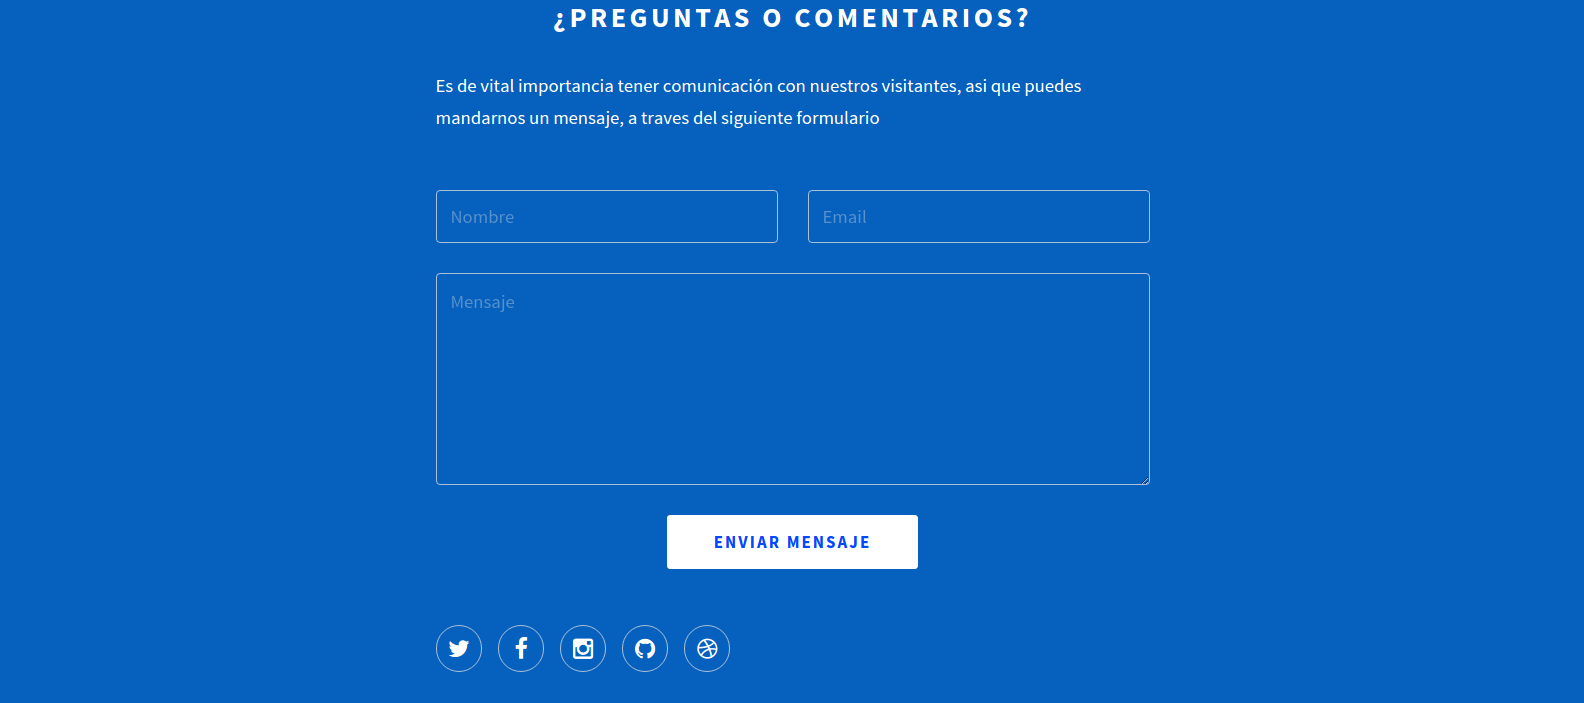 ¿PREGUNTAS O COMENTARIOS?
Es de vital importancia tener comunicación con nuestros visitantes, asi que puedes
mandarnos un mensaje, a traves del siguiente formulario
Nombre
Email
Mensaje
ENVIAR MENSAJE